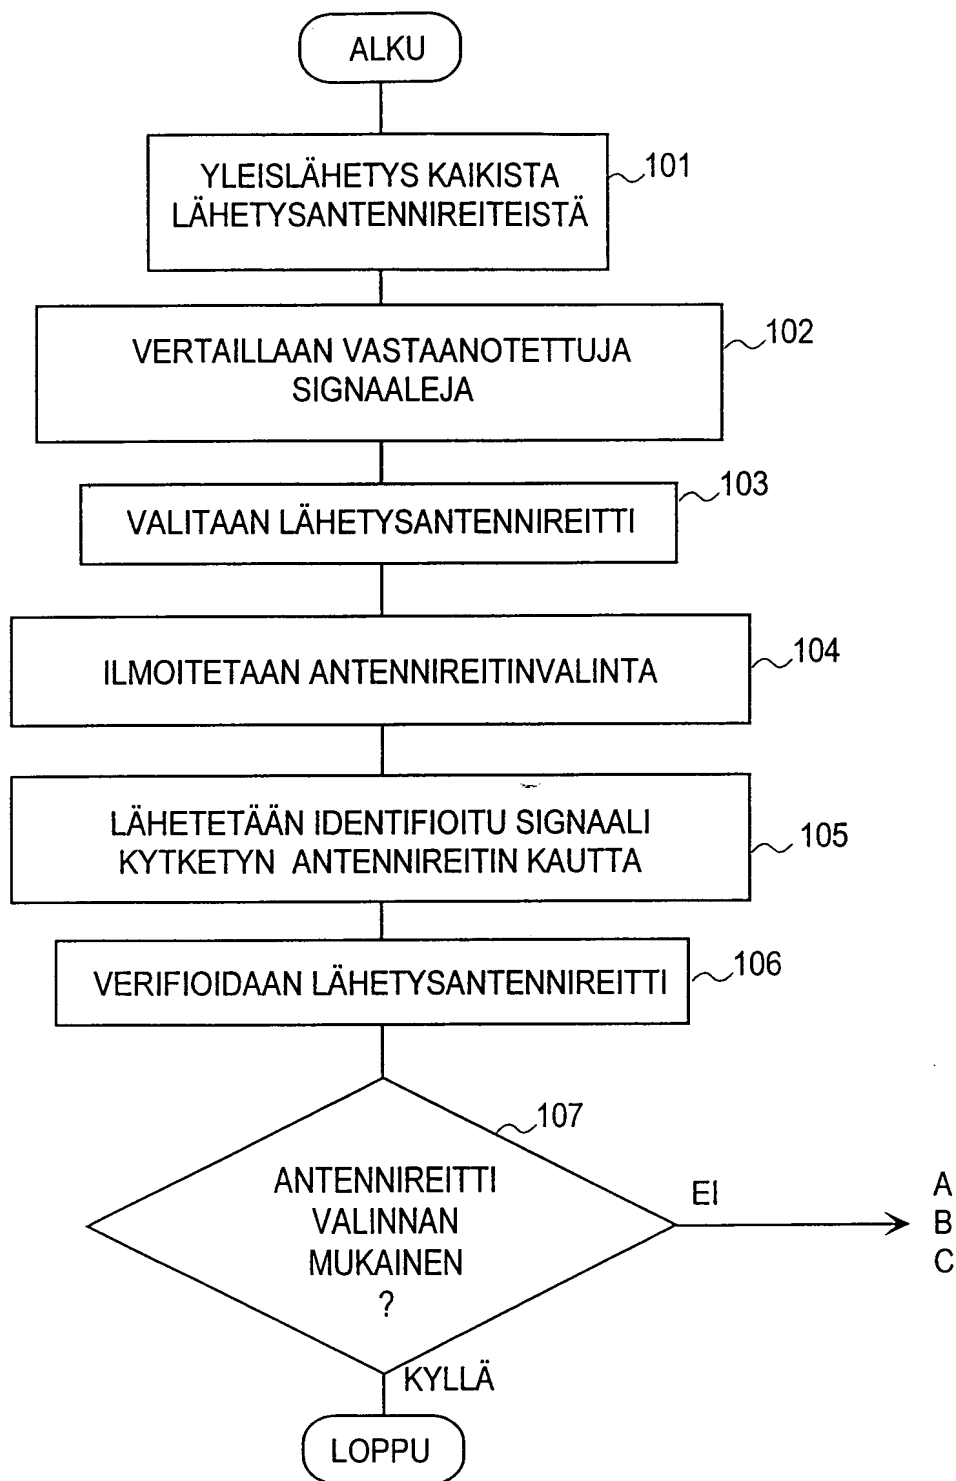 ALKU
YLEISLÄHETYS KAIKISTA
LÄHETYSANTENNIREITEISTÄ
101
VERTAILLAAN VASTAANOTETTUJA
SIGNAALEJA
102
VALITAAN LÄHETYSANTENNIREITTI
103
ILMOITETAAN ANTENNIREITINVALINTA
104
LÄHETETÄÄN IDENTIFIOITU SIGNAALI
KYTKETYN ANTENNIREITIN KAUTTA
105
VERIFIOIDAAN LÄHETYSANTENNIREITTI
106
107
ANTENNIREITTI
VALINNAN
MUKAINEN
?
EI
A
B
C
KYLLÄ
LOPPU